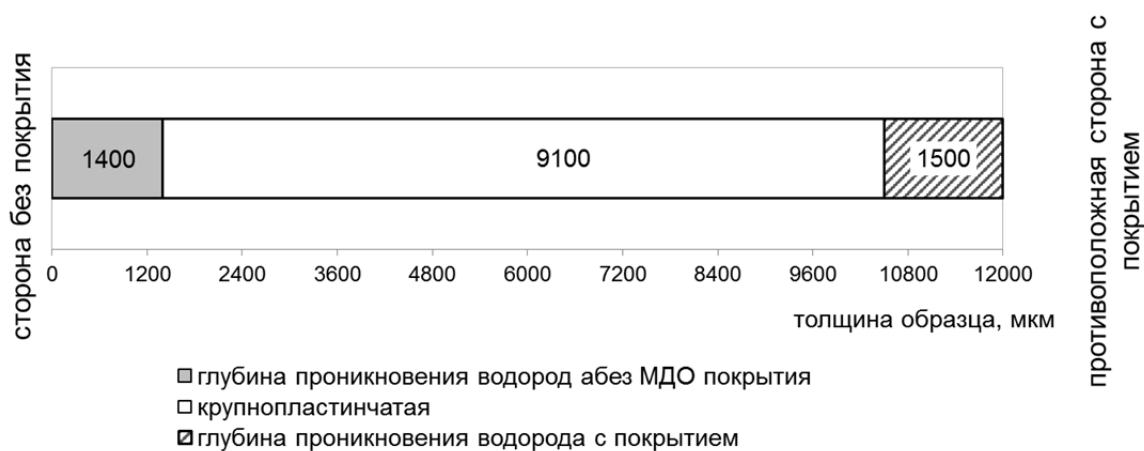 сторона без покрытия
1400
9100
1500
0
1200
2400
3600
4800
6000
7200
8400
9600
10800
12000
толщина образца, мкм
противоположная сторона с
покрытием
глубина проникновения водород абез МДО покрытия
крупнопластинчатая
глубина проникновения водорода с покрытием